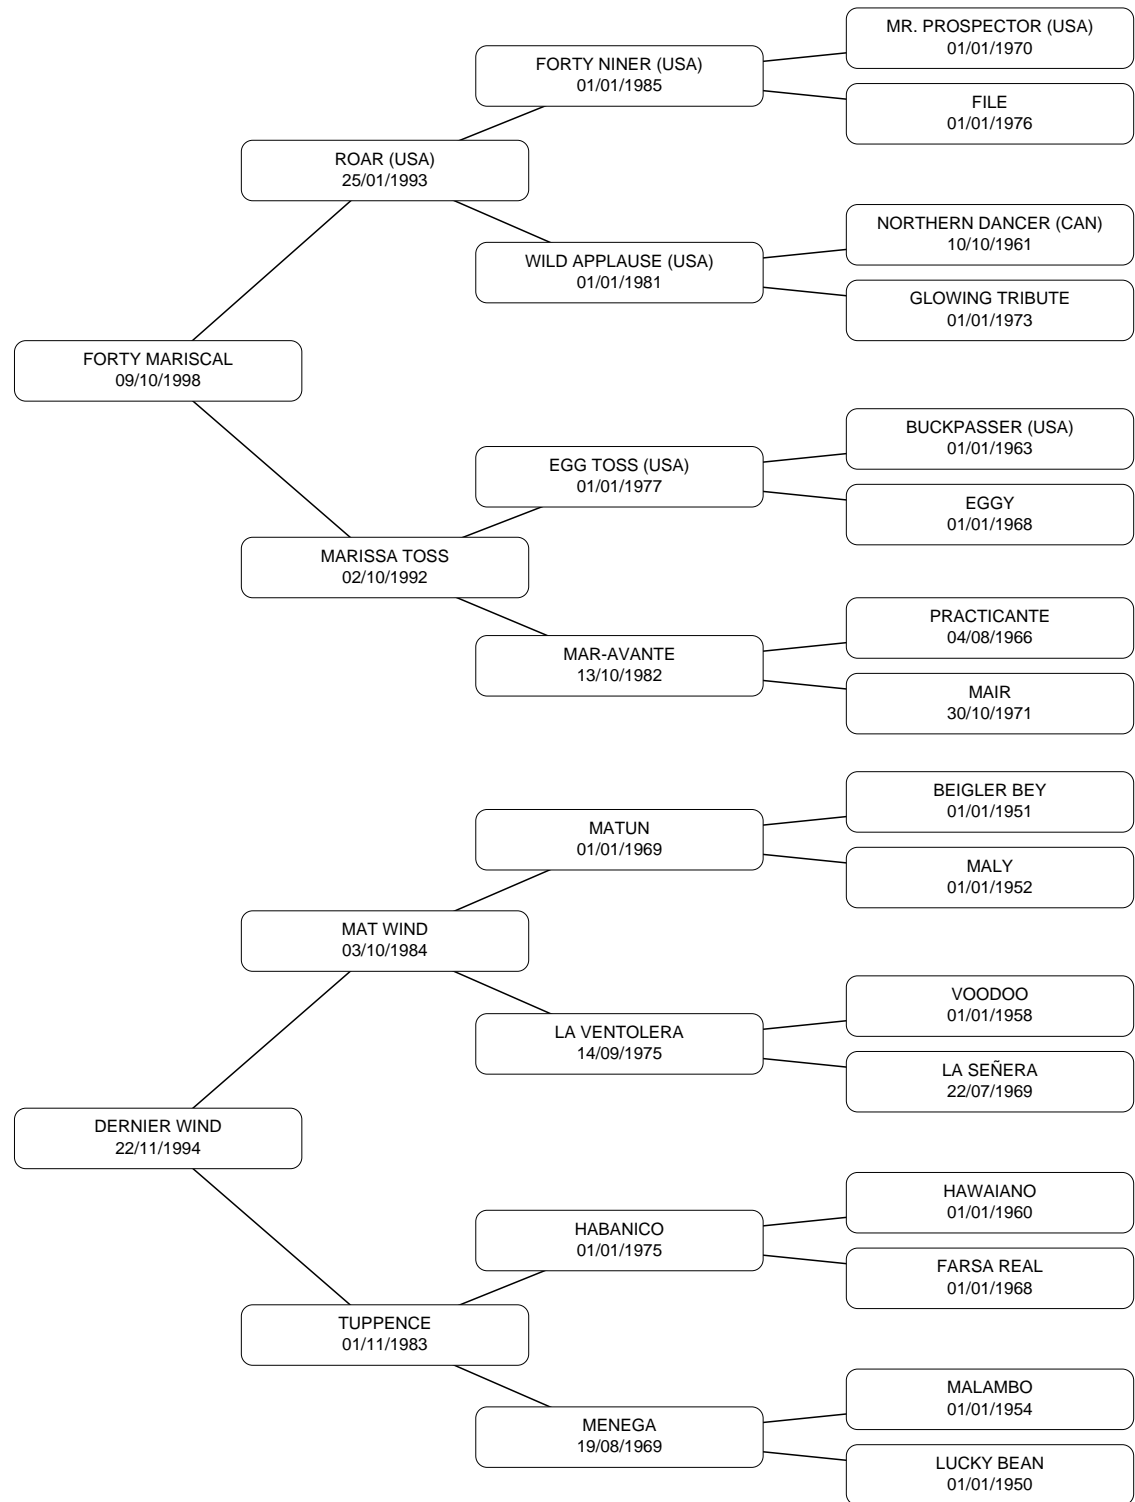 MR. PROSPECTOR (USA)
01/01/1970
FORTY NINER (USA)
01/01/1985
FILE
01/01/1976
ROAR (USA)
25/01/1993
NORTHERN DANCER (CAN)
10/10/1961
WILD APPLAUSE (USA)
01/01/1981
GLOWING TRIBUTE
01/01/1973
FORTY MARISCAL
09/10/1998
BUCKPASSER (USA)
01/01/1963
EGG TOSS (USA)
01/01/1977
EGGY
01/01/1968
MARISSA TOSS
02/10/1992
PRACTICANTE
04/08/1966
MAR-AVANTE
13/10/1982
MAIR
30/10/1971
BEIGLER BEY
01/01/1951
MATUN
01/01/1969
MALY
01/01/1952
MAT WIND
03/10/1984
VOODOO
01/01/1958
LA VENTOLERA
14/09/1975
LA SEÑERA
22/07/1969
DERNIER WIND
22/11/1994
HAWAIANO
01/01/1960
HABANICO
01/01/1975
FARSA REAL
01/01/1968
TUPPENCE
01/11/1983
MALAMBO
01/01/1954
MENEGA
19/08/1969
LUCKY BEAN
01/01/1950